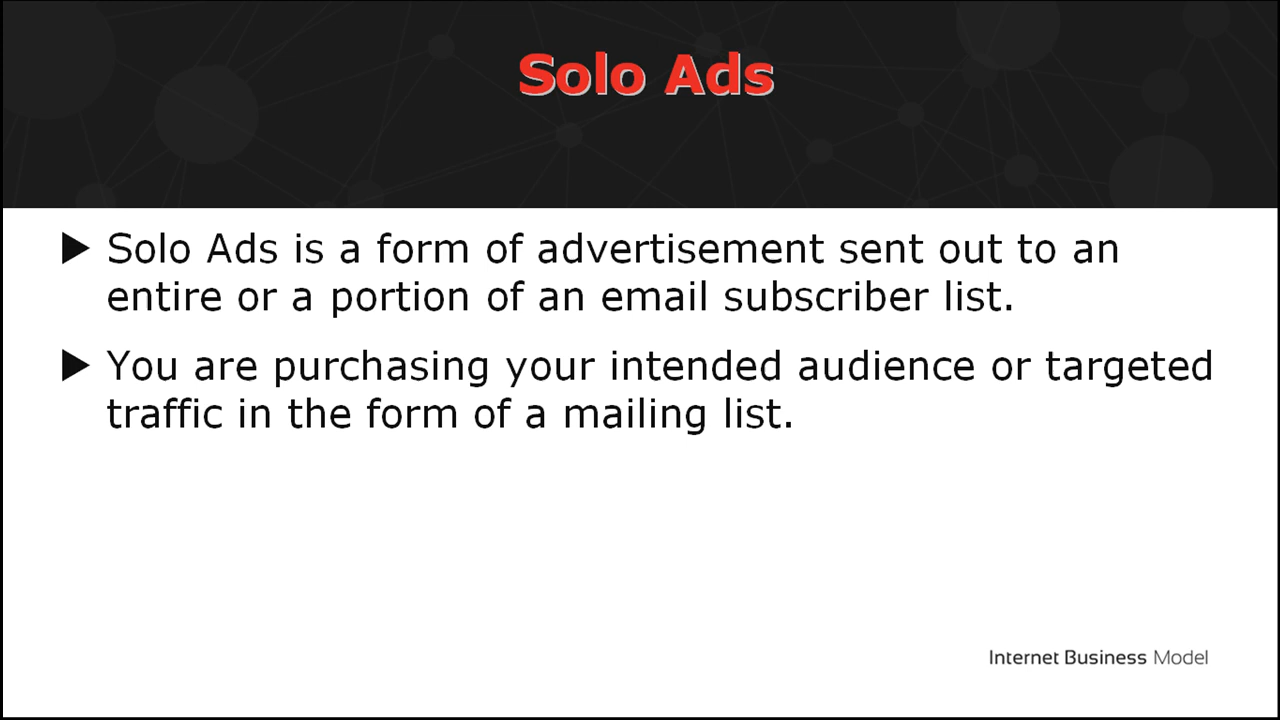 Solo Ads
Solo Ads is a form of advertisement sent out to an
entire or a portion of an email subscriber list.
You are purchasing your intended audience or targeted
traffic in the form of a mailing list.
Internet Business Model